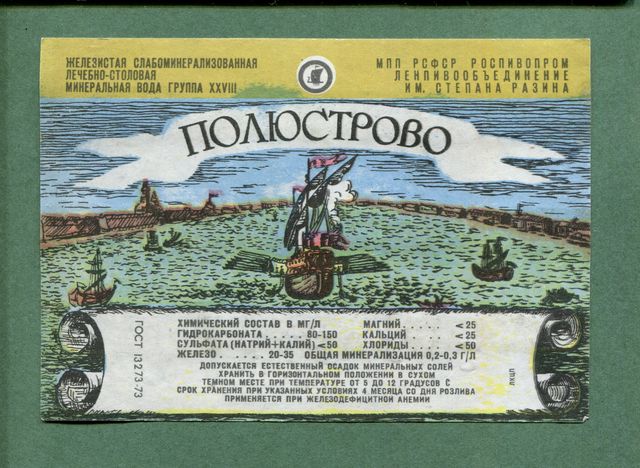 ЖЕЛЕЗИСТАЯ СЛАБОМИНЕРАЛИЗОВАННАЯ
ЛЕЧЕБНО-СТОЛОВАЯ
МИНЕРАЛЬНАЯ ВОДА ГРУППА XXVIII
МПП РСФСР РОСПИВОПРОМ
ЛЕНПИВООБЪЕДИНЕНИЕ
ИМ. СТЕПАНА РАЗИНА
ПОЛЮСТРОВО
ХИМИЧЕСКИЙ СОСТАВ В МГ/Л МАГНИЙ..... < 25
ГИДРОКАРБОНАТА..... 80-150 КАЛЬЦИЙ.... < 25
СУЛЬФАТА (НАТРИЙ+КАЛИЙ) <50 ХЛОРИДЫ.... < 50
ЖЕЛЕЗО...... 20-35 ОБЩАЯ МИНЕРАЛИЗАЦИЯ 0,2-0,3 Г/Л
ДОПУСКАЕТСЯ ЕСТЕСТВЕННЫЙ ОСАДОК МИНЕРАЛЬНЫХ СОЛЕЙ
ХРАНИТЬ В ГОРИЗОНТАЛЬНОМ ПОЛОЖЕНИИ В СУХОМ
ТЕМНОМ МЕСТЕ ПРИ ТЕМПЕРАТУРЕ ОТ 5 ДО 12 ГРАДУСОВ С
СРОК ХРАНЕНИЯ ПРИ УКАЗАННЫХ УСЛОВИЯХ 4 МЕСЯЦА СО ДНЯ РОЗЛИВА
ПРИМЕНЯЕТСЯ ПРИ ЖЕЛЕЗОДЕФИЦИТНОЙ АНЕМИИ
ГОСТ 13273-73
ЛКЦП